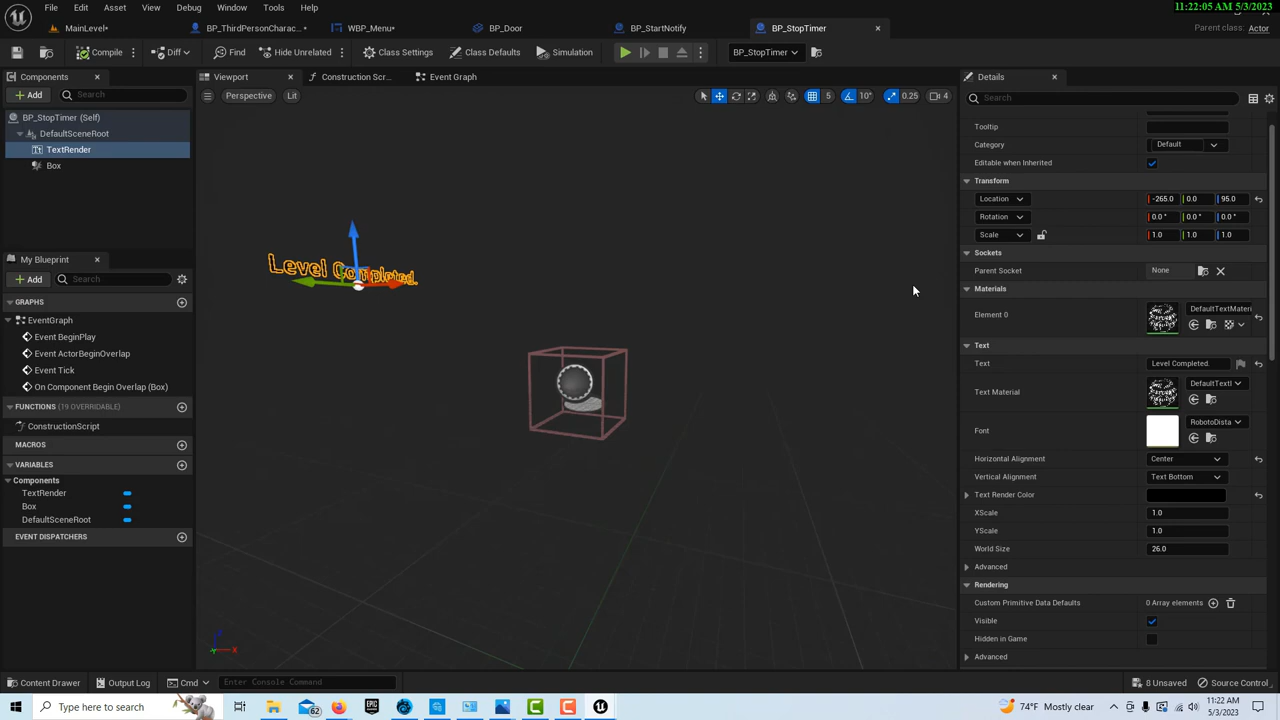 11:22:05 AM 5/3/2023
File Edit Asset View Debug Window Tools Help
MainLevel•
BP_ThirdPersonCharac...•
WBP_Menu•
BP_Door
BP_StartNotify
BP_StopTimer
Parent class: Actor
Compile
Diff
Find
Hide Unrelated
Class Settings
Class Defaults
Simulation
BP_StopTimer
Components
Viewport
Construction Scr...
Event Graph
Details
Add
Search
Perspective
Lit
5
10°
0.25
4
Search
BP_StopTimer (Self)
DefaultSceneRoot
TextRender
Box
Tooltip
Category Default
Editable when Inherited
Transform
Location -265.0 0.0 95.0
Rotation 0.0 ° 0.0 ° 0.0 °
Scale 1.0 1.0 1.0
Sockets
Parent Socket None
Materials
Element 0 DefaultTextMateri
Text
Text Level Completed.
Text Material DefaultTextI
Font RobotoDista
Horizontal Alignment Center
Vertical Alignment Text Bottom
Text Render Color
XScale 1.0
YScale 1.0
World Size 26.0
Advanced
Rendering
Custom Primitive Data Defaults 0 Array elements
Visible
Hidden in Game
Advanced
Level Completed.
My Blueprint
Add
Search
GRAPHS
EventGraph
Event BeginPlay
Event ActorBeginOverlap
Event Tick
On Component Begin Overlap (Box)
FUNCTIONS (19 OVERRIDABLE)
ConstructionScript
MACROS
VARIABLES
Components
TextRender
Box
DefaultSceneRoot
EVENT DISPATCHERS
Z
X
Content Drawer
Output Log
Cmd
Enter Console Command
8 Unsaved
Source Control
Type here to search
62
EPIC
74°F Mostly clear
11:22 AM
5/3/2023